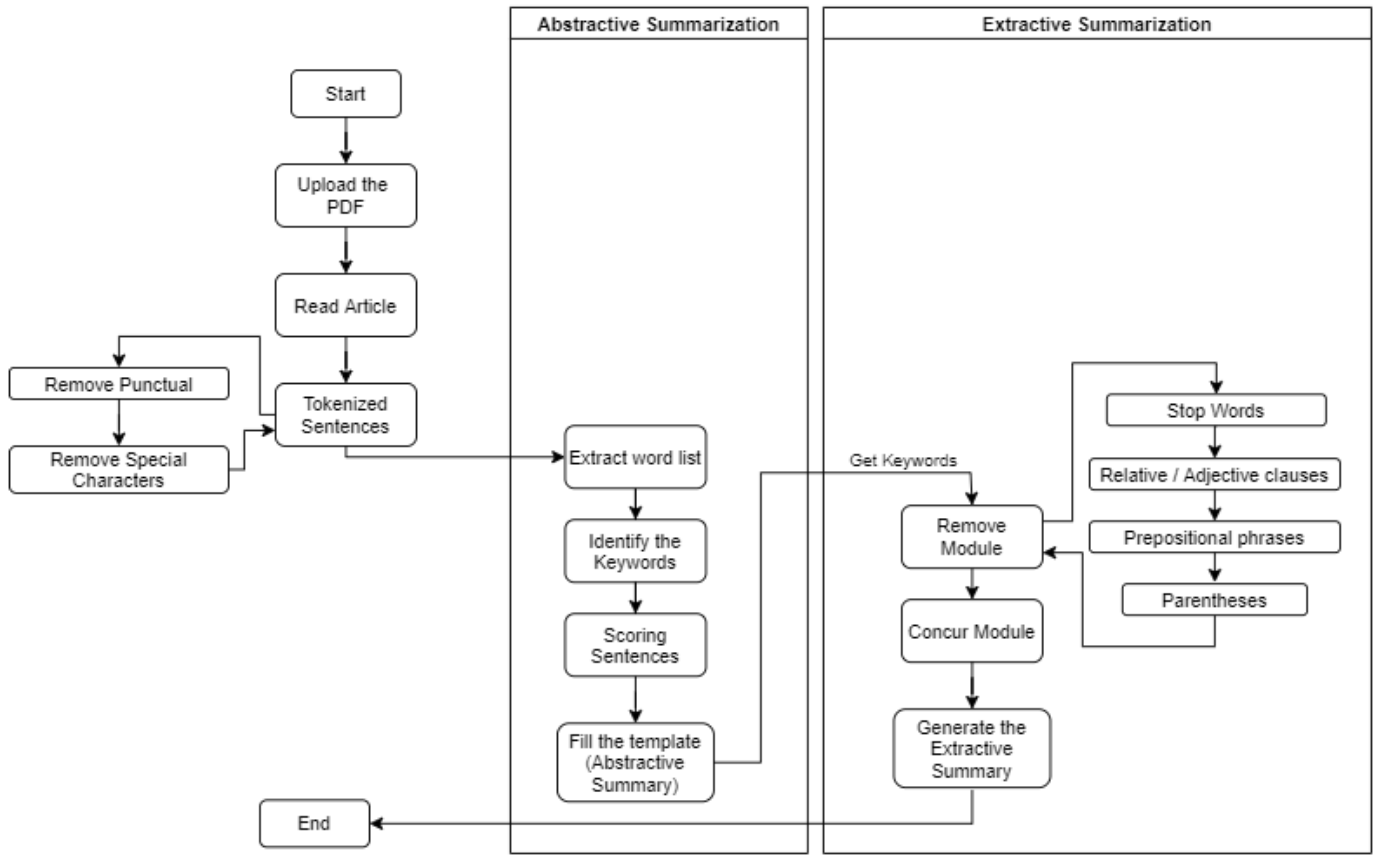 Abstractive Summarization
Extractive Summarization
Start
Upload the
PDF
Read Article
Remove Punctual
Tokenized
Sentences
Remove Special
Characters
Extract word list
Identify the
Keywords
Scoring
Sentences
Fill the template
(Abstractive
Summary)
Get Keywords
Remove
Module
Stop Words
Relative / Adjective clauses
Prepositional phrases
Parentheses
Concur Module
Generate the
Extractive
Summary
End